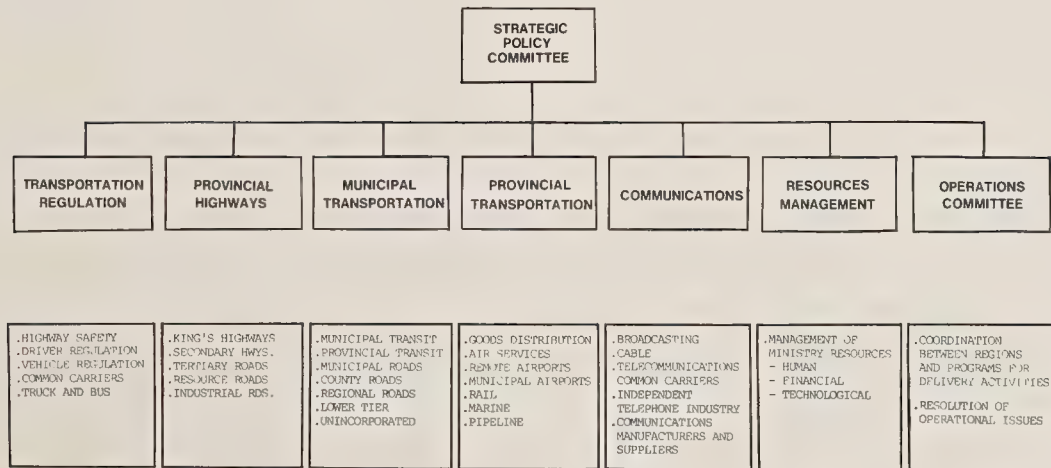 STRATEGIC
POLICY
COMMITTEE
TRANSPORTATION
REGULATION
PROVINCIAL
HIGHWAYS
MUNICIPAL
TRANSPORTATION
PROVINCIAL
TRANSPORTATION
COMMUNICATIONS
RESOURCES
MANAGEMENT
OPERATIONS
COMMITTEE
.HIGHWAY SAFETY
.DRIVER REGULATION
.VEHICLE REGULATION
.COMMON CARRIERS
.TRUCK AND BUS
.KING'S HIGHWAYS
.SECONDARY HWYS.
.TERTIARY ROADS
.RESOURCE ROADS
.INDUSTRIAL RDS.
.MUNICIPAL TRANSIT
.PROVINCIAL TRANSIT
.MUNICIPAL ROADS
.COUNTY ROADS
.REGIONAL ROADS
.LOWER TIER
.UNINCORPORATED
.GOODS DISTRIBUTION
.AIR SERVICES
.REMOTE AIRPORTS
.MUNICIPAL AIRPORTS
.RAIL
.MARINE
.PIPELINE
.BROADCASTING
.CABLE
.TELECOMMUNICATIONS
COMMON CARRIERS
.INDEPENDENT
TELEPHONE INDUSTRY
.COMMUNICATIONS
MANUFACTURERS AND
SUPPLIERS
.MANAGEMENT OF
MINISTRY RESOURCES
- HUMAN
- FINANCIAL
- TECHNOLOGICAL
.COORDINATION
BETWEEN REGIONS
AND PROGRAMS FOR
DELIVERY ACTIVITIES
.RESOLUTION OF
OPERATIONAL ISSUES